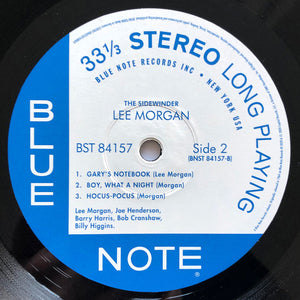 33⅓ STEREO LONG PLAYING
BLUE NOTE RECORDS INC • NEW YORK USA
THE SIDEWINDER
LEE MORGAN
BST 84157
Side 2
(BNST 84157-B)
1. GARY'S NOTEBOOK (Lee Morgan)
2. BOY, WHAT A NIGHT (Lee Morgan)
3. HOCUS-POCUS (Lee Morgan)
Lee Morgan, Joe Henderson,
Barry Harris, Bob Cranshaw,
Billy Higgins.
BLUE
NOTE®